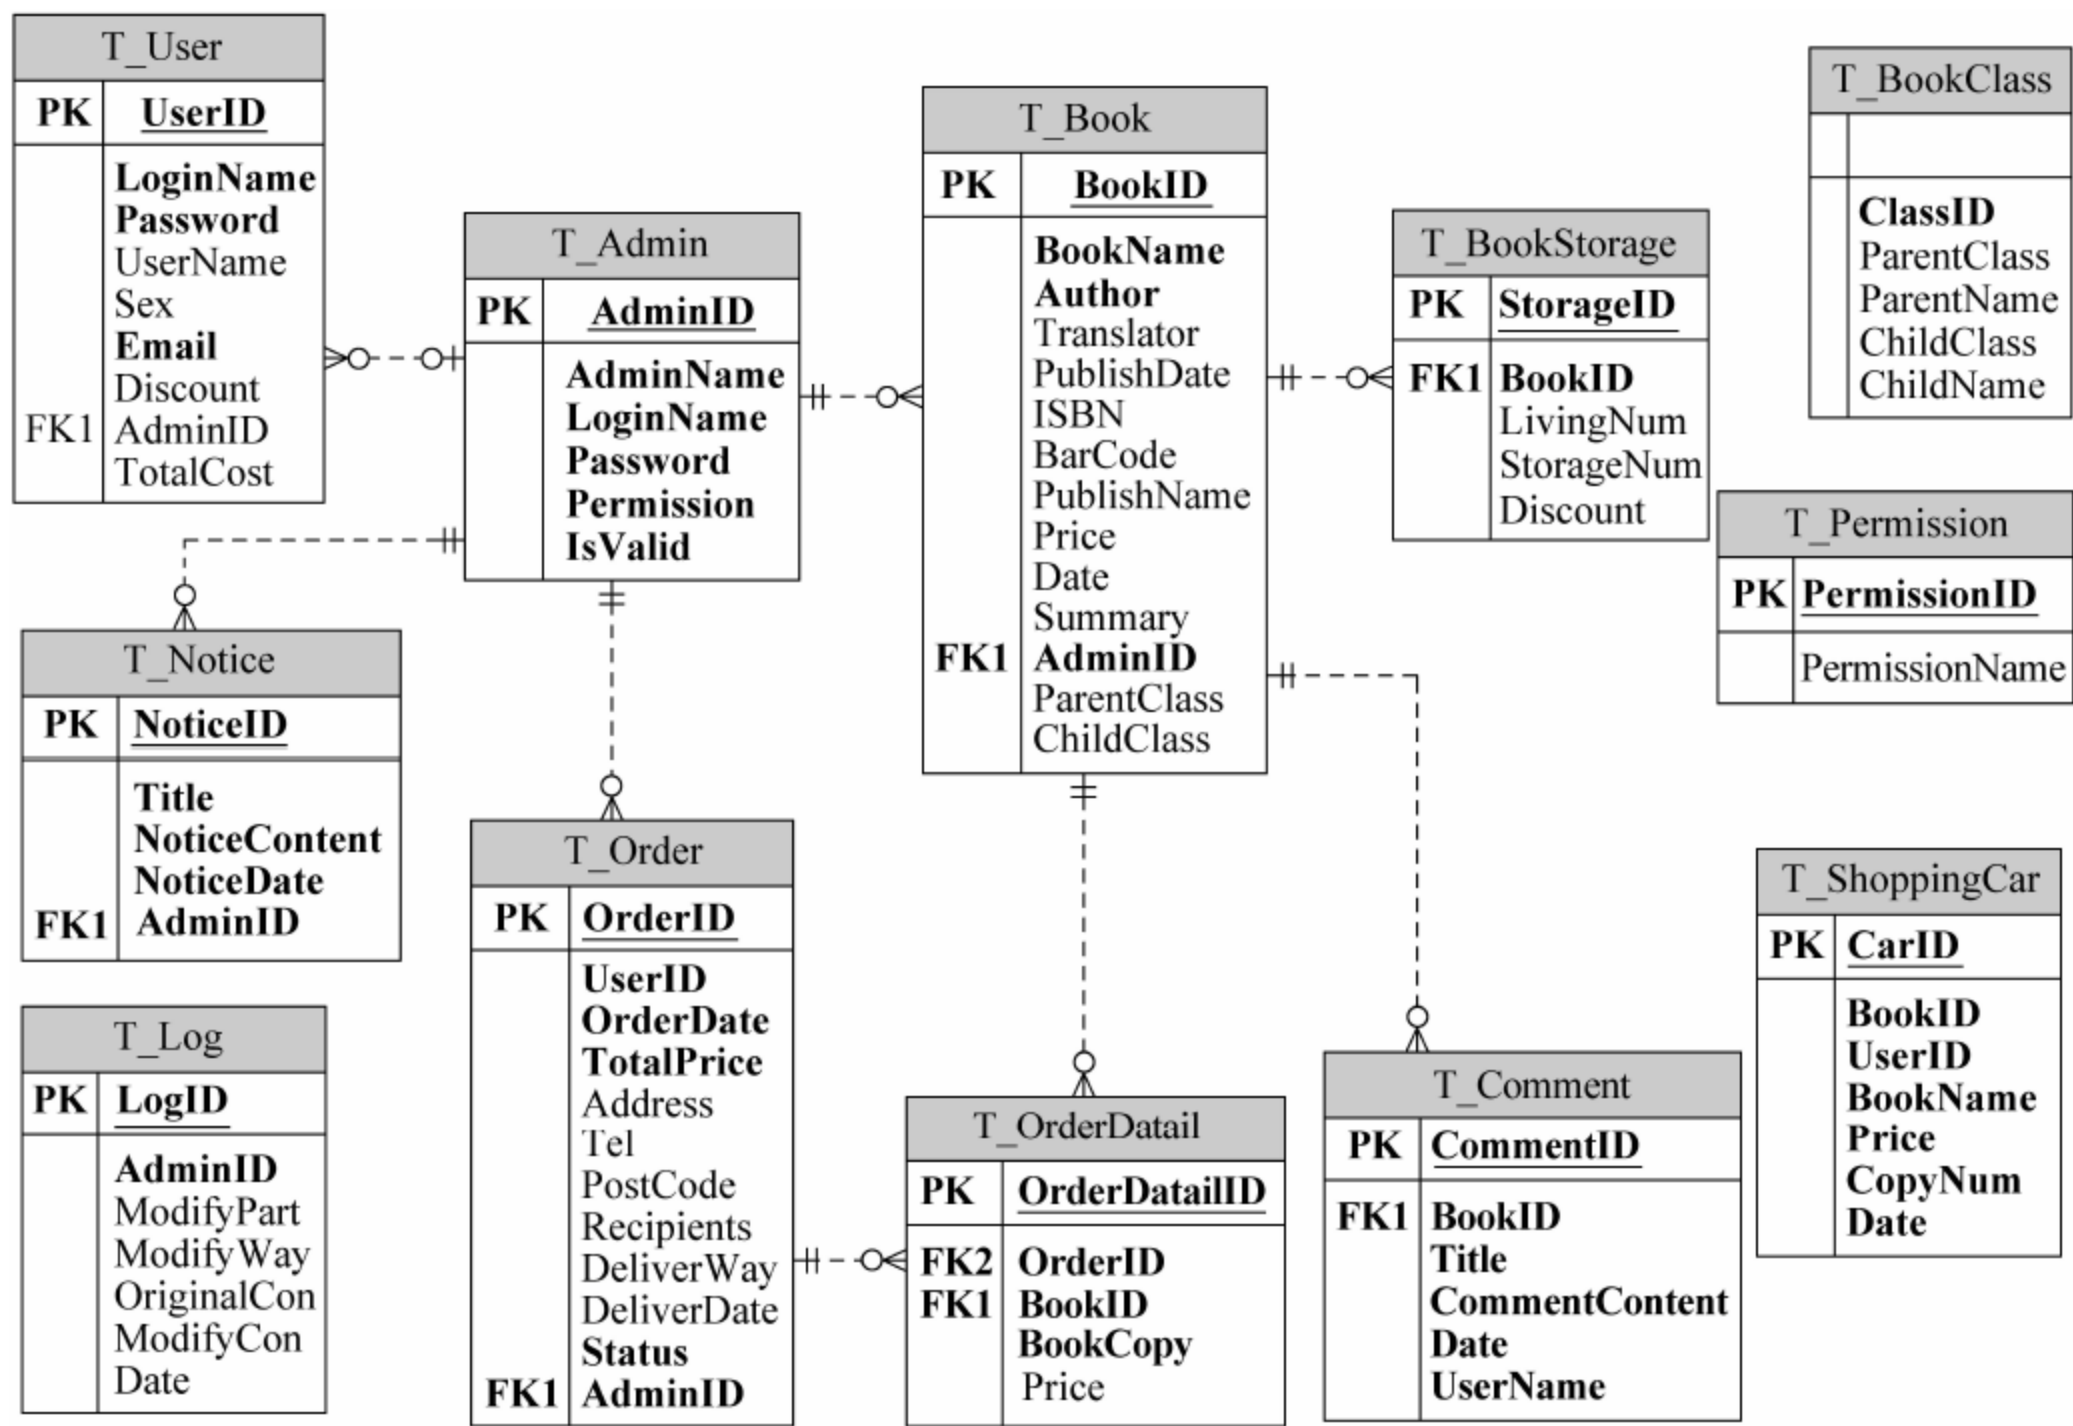 T_User
PK UserID
LoginName
Password
UserName
Sex
Email
Discount
FK1 AdminID
TotalCost
T_Admin
PK AdminID
AdminName
LoginName
Password
Permission
IsValid
T_Book
PK BookID
BookName
Author
Translator
PublishDate
ISBN
BarCode
PublishName
Price
Date
Summary
FK1 AdminID
ParentClass
ChildClass
T_BookStorage
PK StorageID
FK1 BookID
LivingNum
StorageNum
Discount
T_BookClass
ClassID
ParentClass
ParentName
ChildClass
ChildName
T_Permission
PK PermissionID
PermissionName
T_Notice
PK NoticeID
Title
NoticeContent
NoticeDate
FK1 AdminID
T_Log
PK LogID
AdminID
ModifyPart
ModifyWay
OriginalCon
ModifyCon
Date
T_Order
PK OrderID
UserID
OrderDate
TotalPrice
Address
Tel
PostCode
Recipients
DeliverWay
DeliverDate
Status
FK1 AdminID
T_OrderDatail
PK OrderDatailID
FK2 OrderID
FK1 BookID
BookCopy
Price
T_Comment
PK CommentID
FK1 BookID
Title
CommentContent
Date
UserName
T_ShoppingCar
PK CarID
BookID
UserID
BookName
Price
CopyNum
Date